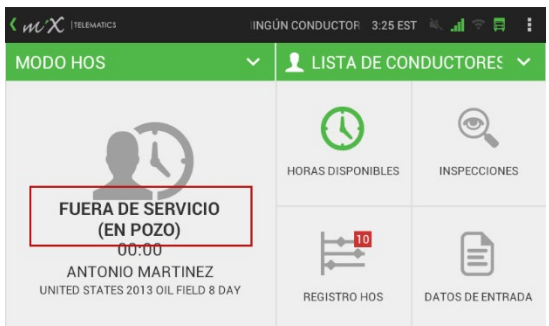 miX TELEMATICS
INGÚN CONDUCTOR 3:25 EST
MODO HOS
LISTA DE CONDUCTORES
FUERA DE SERVICIO
(EN POZO)
00:00
ANTONIO MARTINEZ
UNITED STATES 2013 OIL FIELD 8 DAY
HORAS DISPONIBLES
INSPECCIONES
10
REGISTRO HOS
DATOS DE ENTRADA